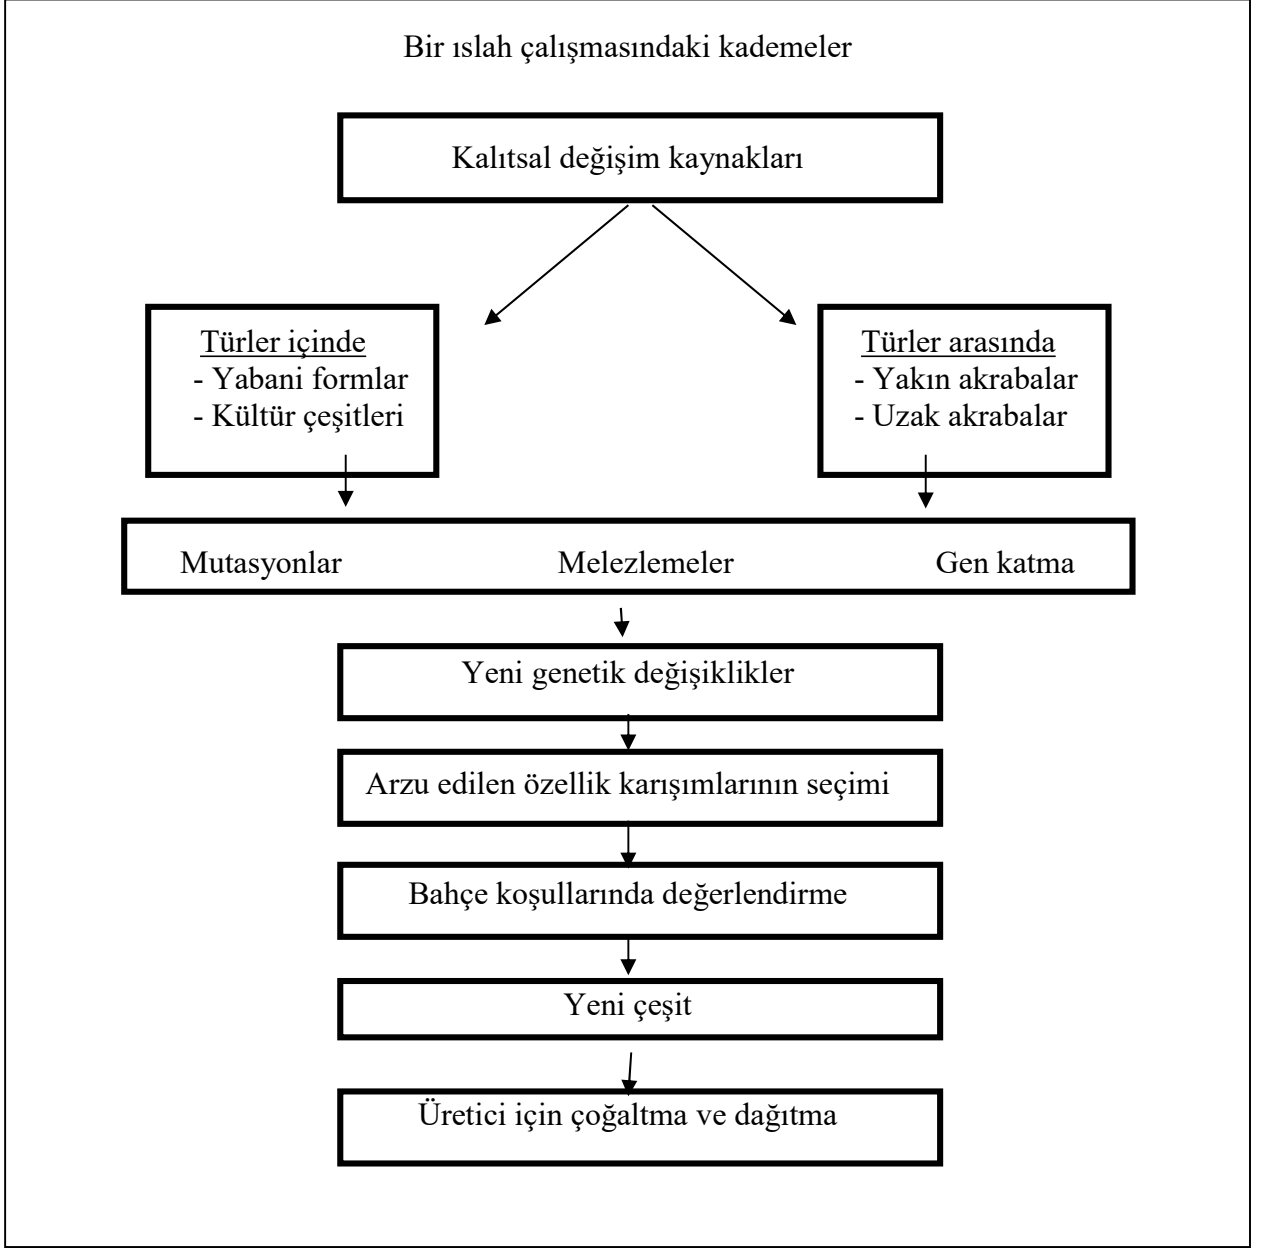 Bir ıslah çalışmasındaki kademeler
Kalıtsal değişim kaynakları
Türler içinde
- Yabani formlar
- Kültür çeşitleri
Türler arasında
- Yakın akrabalar
- Uzak akrabalar
Mutasyonlar Melezlemeler Gen katma
Yeni genetik değişiklikler
Arzu edilen özellik karışımlarının seçimi
Bahçe koşullarında değerlendirme
Yeni çeşit
Üretici için çoğaltma ve dağıtma